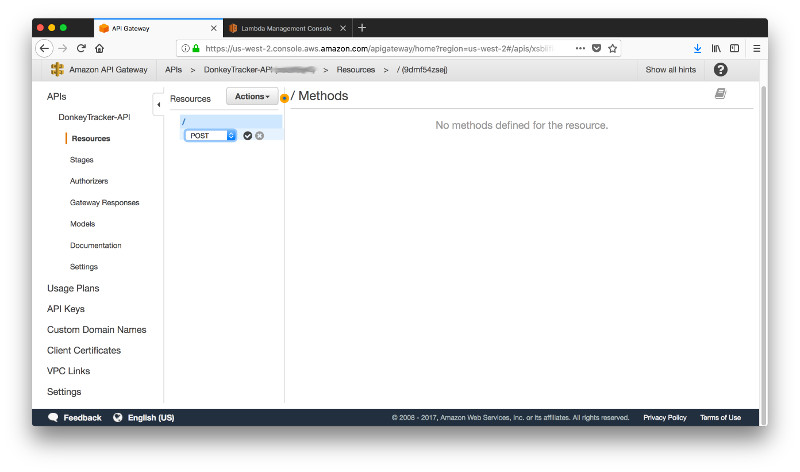 API Gateway
Lambda Management Console
https://us-west-2.console.aws.amazon.com/apigateway/home?region=us-west-2#/apis/xsblf
Amazon API Gateway
APIs > DonkeyTracker-API > Resources > / (9dmf54zsej)
Show all hints
APIs
DonkeyTracker-API
Resources
Stages
Authorizers
Gateway Responses
Models
Documentation
Settings
Usage Plans
API Keys
Custom Domain Names
Client Certificates
VPC Links
Settings
Resources
Actions
/
POST
/ Methods
No methods defined for the resource.
Feedback
English (US)
© 2008 - 2017, Amazon Web Services, Inc. or its affiliates. All rights reserved.
Privacy Policy
Terms of Use